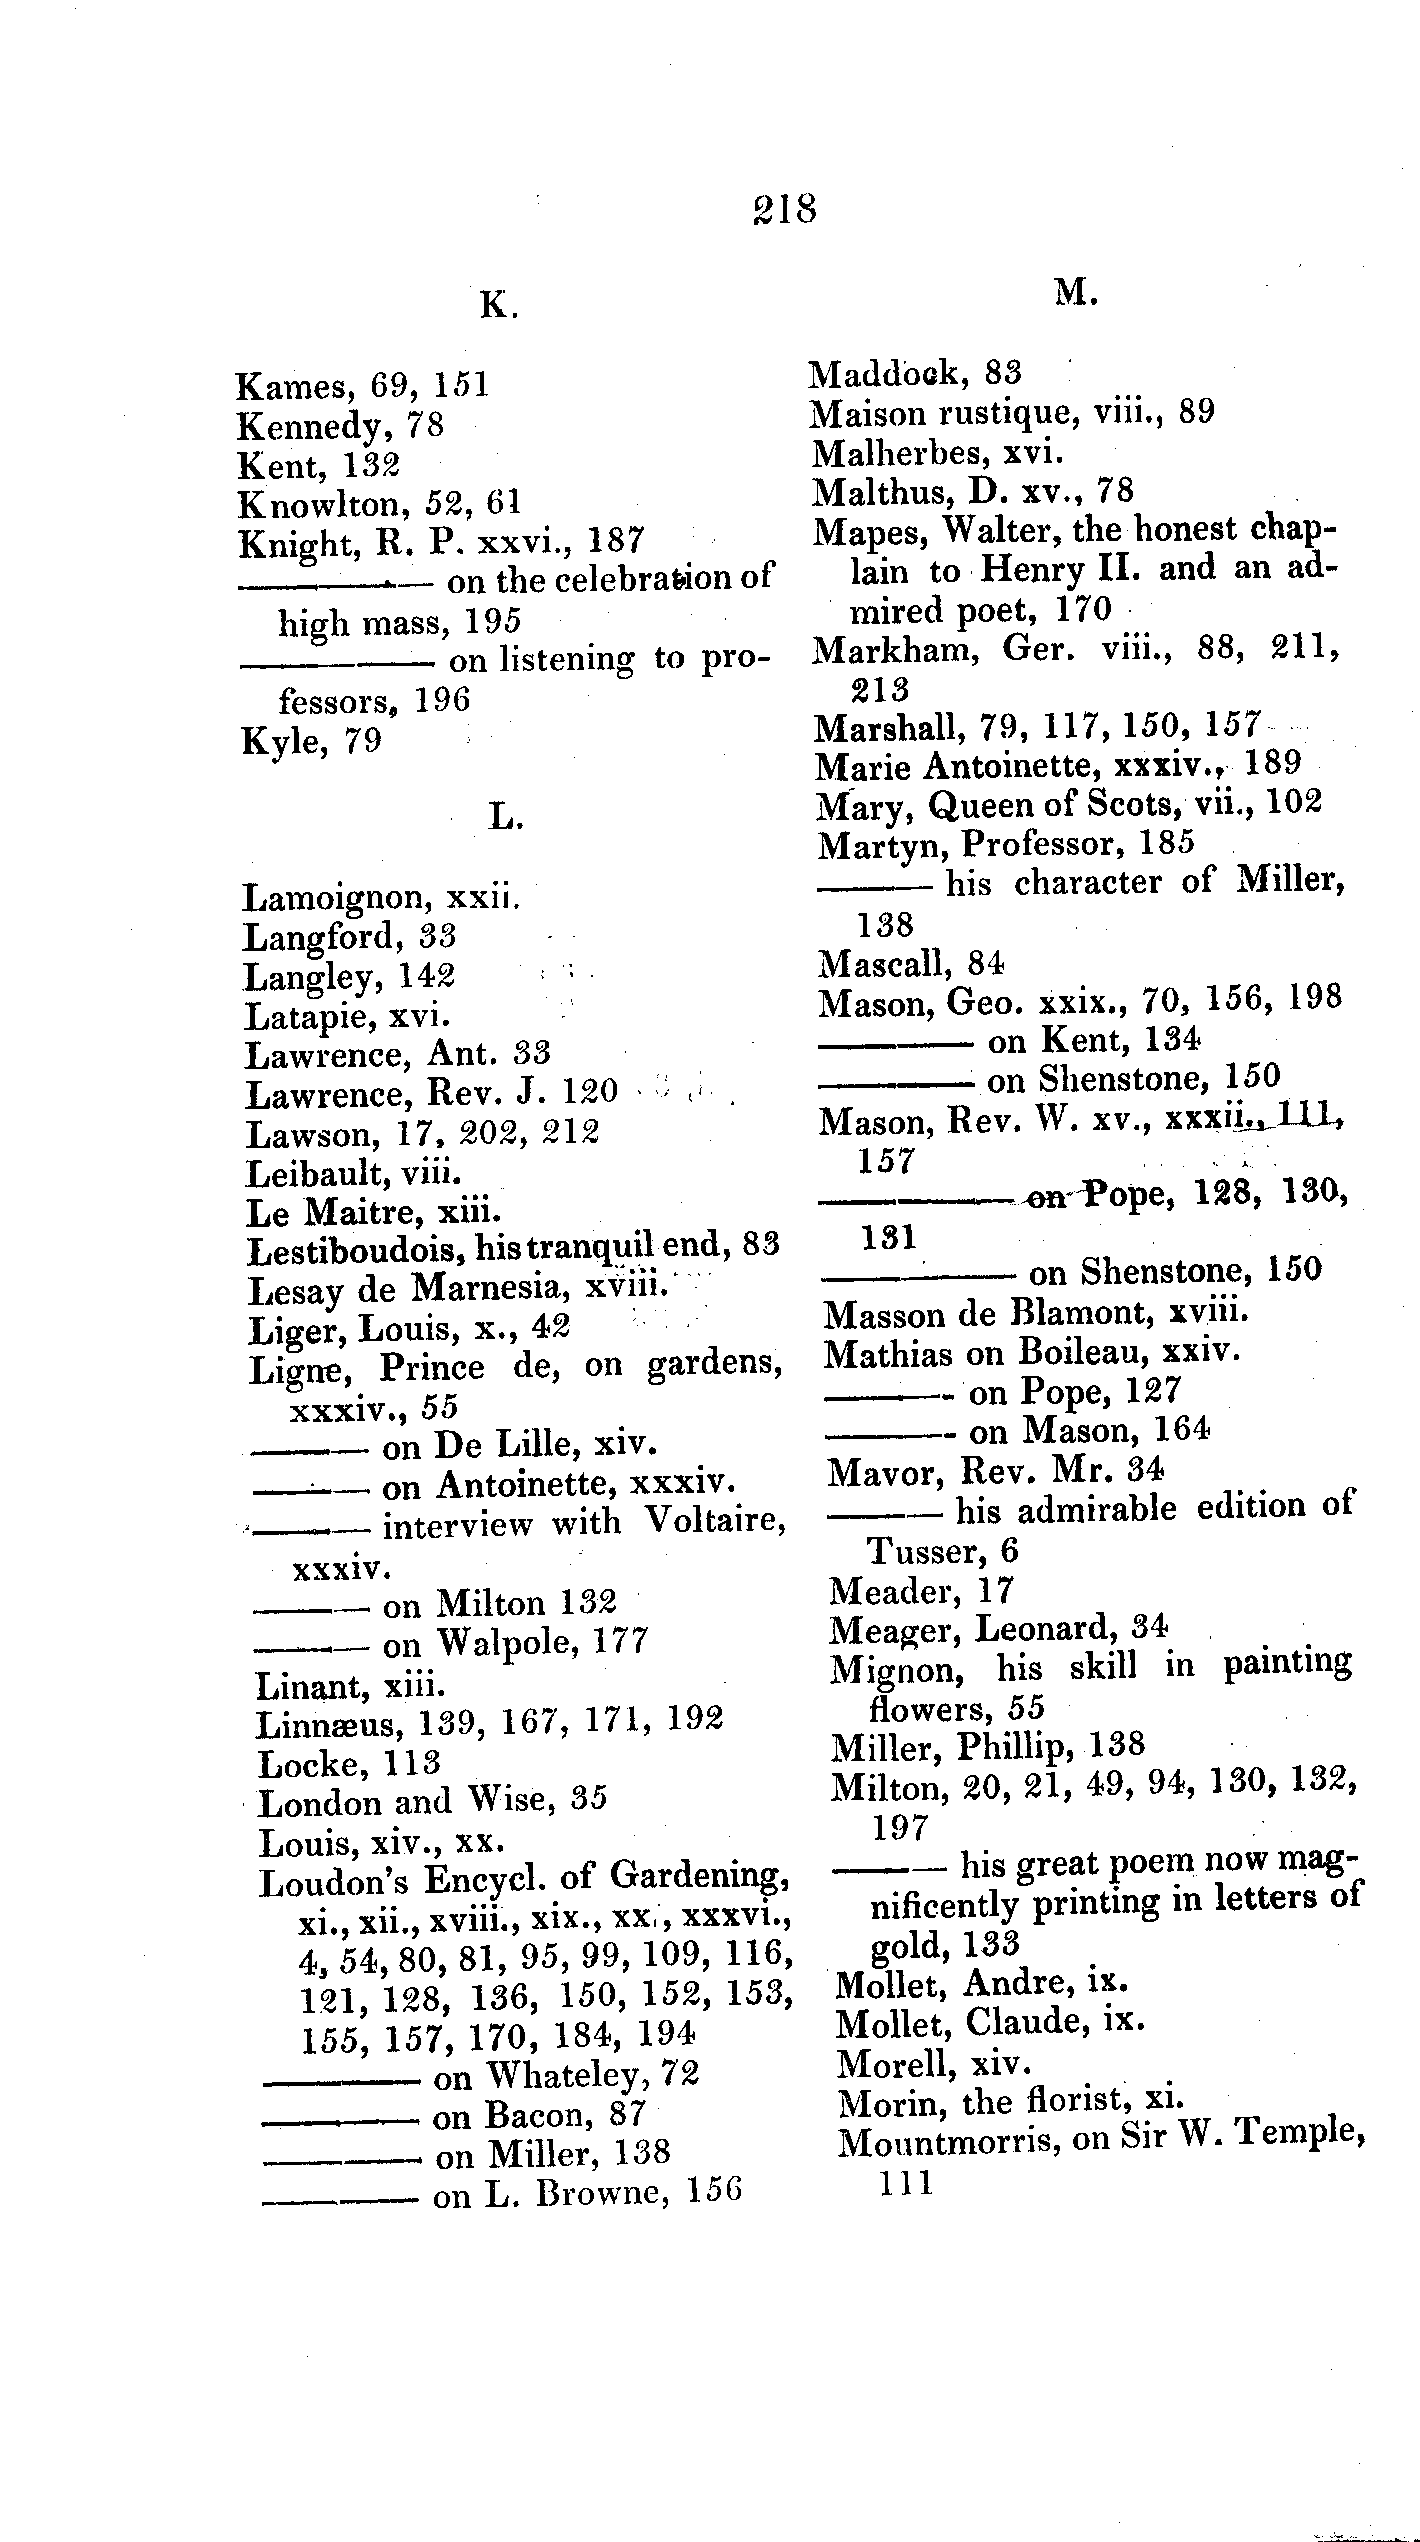 218
K.
Kames, 69, 151
Kennedy, 78
Kent, 132
Knowlton, 52, 61
Knight, R. P. xxvi., 187
————— on the celebration of
high mass, 195
————— on listening to pro-
fessors, 196
Kyle, 79
L.
Lamoignon, xxii.
Langford, 33
Langley, 142
Latapie, xvi.
Lawrence, Ant. 33
Lawrence, Rev. J. 120
Lawson, 17, 202, 212
Leibault, viii.
Le Maitre, xiii.
Lestiboudois, his tranquil end, 83
Lesay de Marnesia, xviii.
Liger, Louis, x., 42
Ligne, Prince de, on gardens,
xxxiv., 55
——— on De Lille, xiv.
——— on Antoinette, xxxiv.
——— interview with Voltaire,
xxxiv.
——— on Milton 132
——— on Walpole, 177
Linant, xiii.
Linnæus, 139, 167, 171, 192
Locke, 113
London and Wise, 35
Louis, xiv., xx.
Loudon's Encycl. of Gardening,
xi., xii., xviii., xix., xx., xxxvi.,
4, 54, 80, 81, 95, 99, 109, 116,
121, 128, 136, 150, 152, 153,
155, 157, 170, 184, 194
———— on Whateley, 72
———— on Bacon, 87
———— on Miller, 138
———— on L. Browne, 156
M.
Maddock, 83
Maison rustique, viii., 89
Malherbes, xvi.
Malthus, D. xv., 78
Mapes, Walter, the honest chap-
lain to Henry II. and an ad-
mired poet, 170
Markham, Ger. viii., 88, 211,
213
Marshall, 79, 117, 150, 157
Marie Antoinette, xxxiv., 189
Mary, Queen of Scots, vii., 102
Martyn, Professor, 185
——— his character of Miller,
138
Mascall, 84
Mason, Geo. xxix., 70, 156, 198
———— on Kent, 134
———— on Shenstone, 150
Mason, Rev. W. xv., xxxii., 111,
157
————— on Pope, 128, 130,
131
————— on Shenstone, 150
Masson de Blamont, xviii.
Mathias on Boileau, xxiv.
———- on Pope, 127
———- on Mason, 164
Mavor, Rev. Mr. 34
——— his admirable edition of
Tusser, 6
Meader, 17
Meager, Leonard, 34
Mignon, his skill in painting
flowers, 55
Miller, Phillip, 138
Milton, 20, 21, 49, 94, 130, 132,
197
——— his great poem now mag-
nificently printing in letters of
gold, 133
Mollet, Andre, ix.
Mollet, Claude, ix.
Morell, xiv.
Morin, the florist, xi.
Mountmorris, on Sir W. Temple,
111